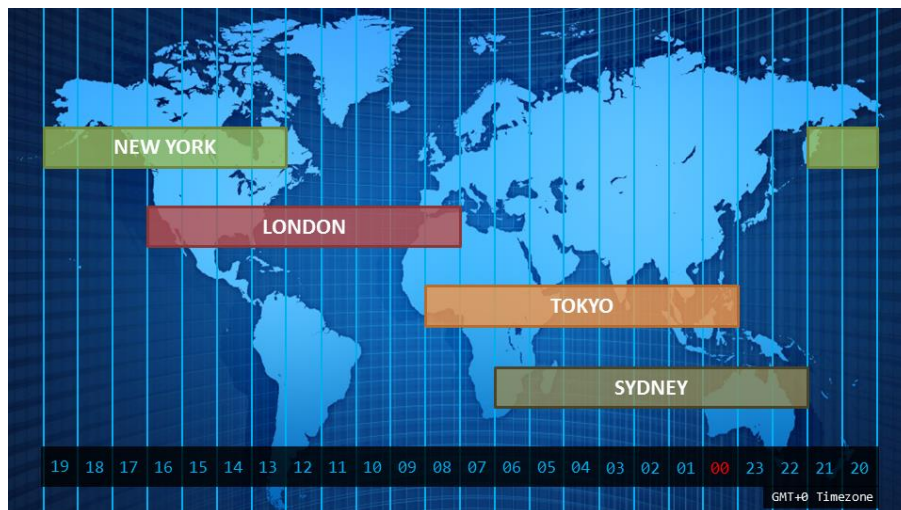 NEW YORK
LONDON
TOKYO
SYDNEY
19 18 17 16 15 14 13 12 11 10 09 08 07 06 05 04 03 02 01 00 23 22 21 20
GMT+0 Timezone